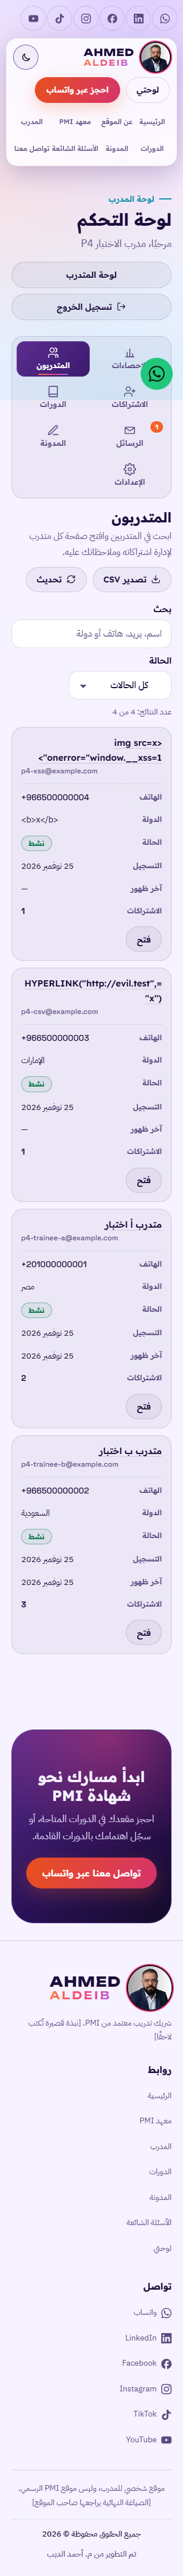 AHMED
ALADEIB
لوحتي
احجز عبر واتساب
الرئيسية
عن الموقع
معهد PMI
المدرب
الدورات
المدونة
الأسئلة الشائعة
تواصل معنا
لوحة المدرب
لوحة التحكم
مرحبًا، مدرب الاختبار P4
لوحة المدرب
تسجيل الخروج
الإحصاءات
المتدربون
الاشتراكات
الدورات
الرسائل
1
المدونة
الإعدادات
المتدربون
ابحث في المتدربين وافتح صفحة كل متدرب
لإدارة اشتراكاته وملاحظاتك عليه.
تصدير CSV
تحديث
بحث
اسم، بريد، هاتف أو دولة
الحالة
كل الحالات
عدد النتائج: 4 من 4
<img src=x
onerror="window.__xss=1">
p4-xss@example.com
الهاتف
+966500000004
الدولة
<b>x</b>
الحالة
نشط
التسجيل
25 نوفمبر 2026
آخر ظهور
—
الاشتراكات
1
فتح
=HYPERLINK("http://evil.test",
"x")
p4-csv@example.com
الهاتف
+966500000003
الدولة
الإمارات
الحالة
نشط
التسجيل
25 نوفمبر 2026
آخر ظهور
—
الاشتراكات
1
فتح
متدرب أ اختبار
p4-trainee-a@example.com
الهاتف
+201000000001
الدولة
مصر
الحالة
نشط
التسجيل
25 نوفمبر 2026
آخر ظهور
25 نوفمبر 2026
الاشتراكات
2
فتح
متدرب ب اختبار
p4-trainee-b@example.com
الهاتف
+966500000002
الدولة
السعودية
الحالة
نشط
التسجيل
25 نوفمبر 2026
آخر ظهور
25 نوفمبر 2026
الاشتراكات
3
فتح
ابدأ مسارك نحو
شهادة PMI
احجز مقعدك في الدورات المتاحة، أو
سجّل اهتمامك بالدورات القادمة.
تواصل معنا عبر واتساب
AHMED
ALADEIB
شريك تدريب معتمد من PMI. [نبذة قصيرة تُكتب
لاحقًا]
روابط
الرئيسية
معهد PMI
المدرب
الدورات
المدونة
الأسئلة الشائعة
لوحتي
تواصل
واتساب
LinkedIn
Facebook
Instagram
TikTok
YouTube
موقع شخصي للمدرب، وليس موقع PMI الرسمي.
[الصياغة النهائية يراجعها صاحب الموقع]
جميع الحقوق محفوظة © 2026
تم التطوير من م. أحمد الديب